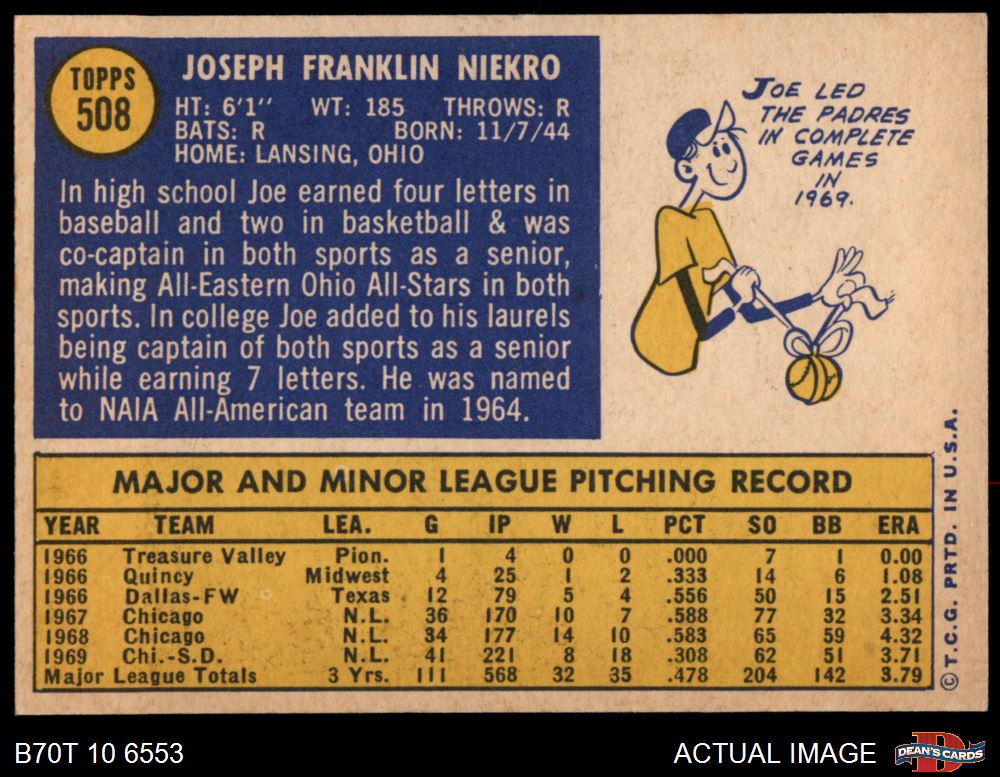 TOPPS
508
JOSEPH FRANKLIN NIEKRO
HT: 6'1" WT: 185 THROWS: R
BATS: R BORN: 11/7/44
HOME: LANSING, OHIO
In high school Joe earned four letters in
baseball and two in basketball & was
co-captain in both sports as a senior,
making All-Eastern Ohio All-Stars in both
sports. In college Joe added to his laurels
being captain of both sports as a senior
while earning 7 letters. He was named
to NAIA All-American team in 1964.
JOE LED
THE PADRES
IN COMPLETE
GAMES
IN
1969.
MAJOR AND MINOR LEAGUE PITCHING RECORD
YEAR TEAM LEA. G IP W L PCT SO BB ERA
1966 Treasure Valley Pion. 1 4 0 0 .000 7 1 0.00
1966 Quincy Midwest 4 25 1 2 .333 14 6 1.08
1966 Dallas-FW Texas 12 79 5 4 .556 50 15 2.51
1967 Chicago N.L. 36 170 10 7 .588 77 32 3.34
1968 Chicago N.L. 34 177 14 10 .583 65 59 4.32
1969 Chi.-S.D. N.L. 41 221 8 18 .308 62 51 3.71
Major League Totals 3 Yrs. 111 568 32 35 .478 204 142 3.79
© T.C.G. PRTD. IN U.S.A.
B70T 10 6553
ACTUAL IMAGE
D
DEAN'S CARDS